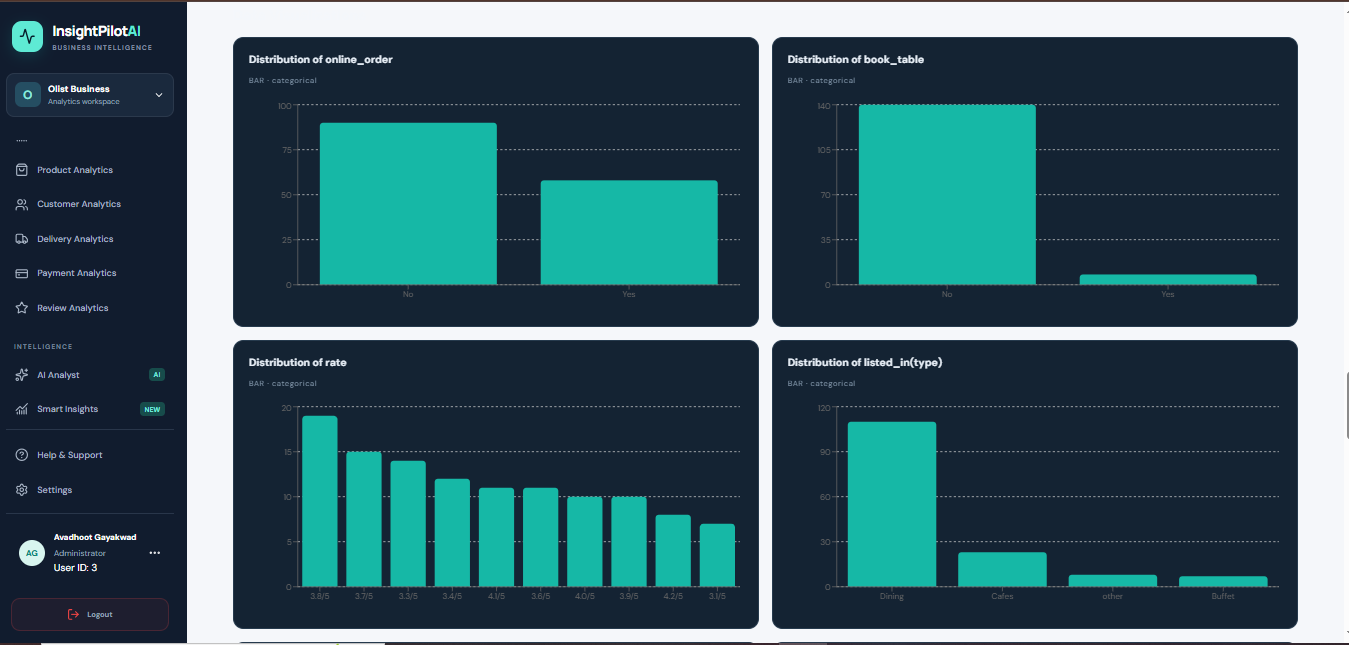 InsightPilotAI
BUSINESS INTELLIGENCE
O
Olist Business
Analytics workspace
Product Analytics
Customer Analytics
Delivery Analytics
Payment Analytics
Review Analytics
INTELLIGENCE
AI Analyst AI
Smart Insights NEW
Help & Support
Settings
AG
Avadhoot Gayakwad
Administrator
User ID: 3
Logout
Distribution of online_order
BAR · categorical
100
75
50
25
0
No Yes
Distribution of book_table
BAR · categorical
140
105
70
35
0
No Yes
Distribution of rate
BAR · categorical
20
15
10
5
0
3.8/5 3.7/5 3.3/5 3.4/5 4.1/5 3.6/5 4.0/5 3.9/5 4.2/5 3.1/5
Distribution of listed_in(type)
BAR · categorical
120
90
60
30
0
Dining Cafes other Buffet